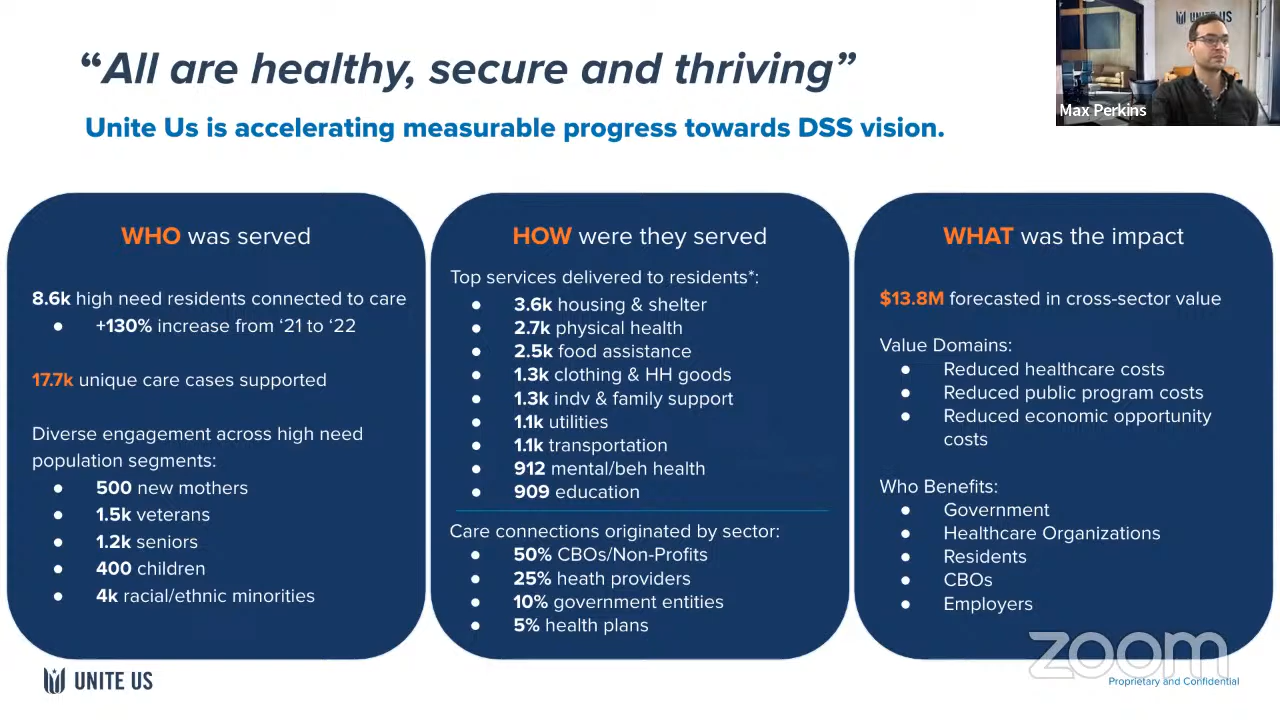 “All are healthy, secure and thriving”
Unite Us is accelerating measurable progress towards DSS vision.
UNITE US
Max Perkins
WHO was served
8.6k high need residents connected to care
● +130% increase from ‘21 to ‘22
17.7k unique care cases supported
Diverse engagement across high need
population segments:
● 500 new mothers
● 1.5k veterans
● 1.2k seniors
● 400 children
● 4k racial/ethnic minorities
HOW were they served
Top services delivered to residents*:
● 3.6k housing & shelter
● 2.7k physical health
● 2.5k food assistance
● 1.3k clothing & HH goods
● 1.3k indv & family support
● 1.1k utilities
● 1.1k transportation
● 912 mental/beh health
● 909 education
Care connections originated by sector:
● 50% CBOs/Non-Profits
● 25% heath providers
● 10% government entities
● 5% health plans
WHAT was the impact
$13.8M forecasted in cross-sector value
Value Domains:
● Reduced healthcare costs
● Reduced public program costs
● Reduced economic opportunity
costs
Who Benefits:
● Government
● Healthcare Organizations
● Residents
● CBOs
● Employers
UNITE US
zoom
Proprietary and Confidential